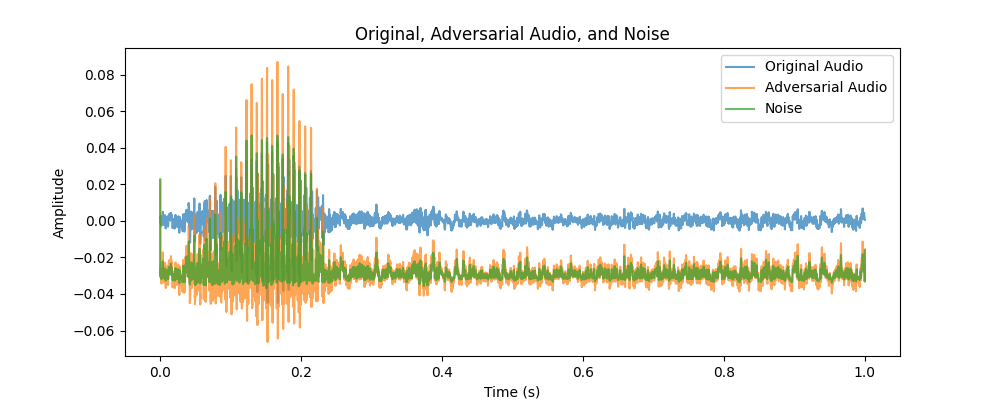 Original, Adversarial Audio, and Noise
Original Audio
Adversarial Audio
Noise
Amplitude
0.08
0.06
0.04
0.02
0.00
−0.02
−0.04
−0.06
0.0 0.2 0.4 0.6 0.8 1.0
Time (s)